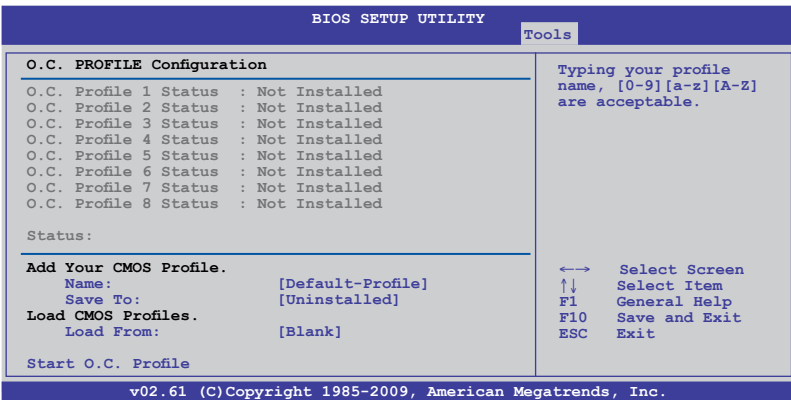 BIOS SETUP UTILITY
Tools
O.C. PROFILE Configuration
O.C. Profile 1 Status : Not Installed
O.C. Profile 2 Status : Not Installed
O.C. Profile 3 Status : Not Installed
O.C. Profile 4 Status : Not Installed
O.C. Profile 5 Status : Not Installed
O.C. Profile 6 Status : Not Installed
O.C. Profile 7 Status : Not Installed
O.C. Profile 8 Status : Not Installed
Status:
Add Your CMOS Profile.
Name: [Default-Profile]
Save To: [Uninstalled]
Load CMOS Profiles.
Load From: [Blank]
Start O.C. Profile
Typing your profile
name, [0-9][a-z][A-Z]
are acceptable.
←→ Select Screen
↑↓ Select Item
F1 General Help
F10 Save and Exit
ESC Exit
v02.61 (C)Copyright 1985-2009, American Megatrends, Inc.